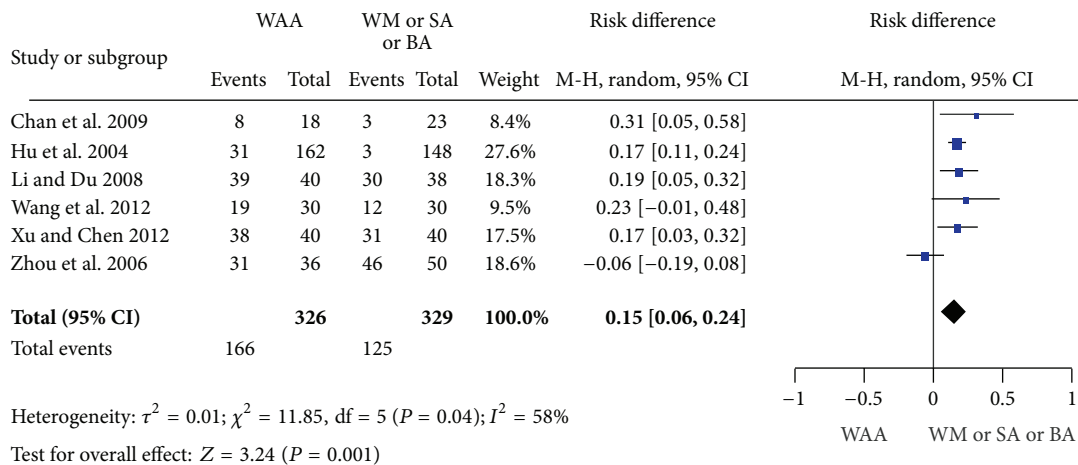 WAA WM or SA or BA Risk difference Risk difference
Study or subgroup
Events Total Events Total Weight M-H, random, 95% CI M-H, random, 95% CI
Chan et al. 2009 8 18 3 23 8.4% 0.31 [0.05, 0.58]
Hu et al. 2004 31 162 3 148 27.6% 0.17 [0.11, 0.24]
Li and Du 2008 39 40 30 38 18.3% 0.19 [0.05, 0.32]
Wang et al. 2012 19 30 12 30 9.5% 0.23 [−0.01, 0.48]
Xu and Chen 2012 38 40 31 40 17.5% 0.17 [0.03, 0.32]
Zhou et al. 2006 31 36 46 50 18.6% −0.06 [−0.19, 0.08]
Total (95% CI) 326 329 100.0% 0.15 [0.06, 0.24]
Total events 166 125
−1 −0.5 0 0.5 1
Heterogeneity: τ² = 0.01; χ² = 11.85, df = 5 (P = 0.04); I² = 58%
WAA WM or SA or BA
Test for overall effect: Z = 3.24 (P = 0.001)